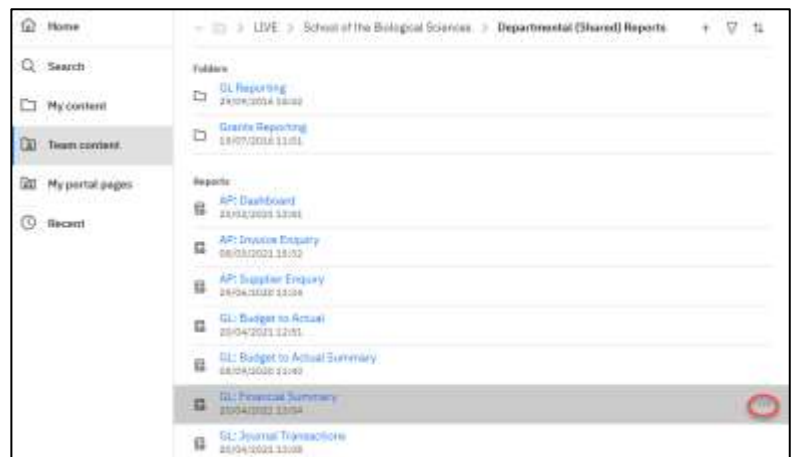 Home
LIVE > School of the Biological Sciences > Departmental (Shared) Reports
Search
My content
Team content
My portal pages
Recent
Folders
GL Reporting
Grants Reporting
Reports
AP: Dashboard
AP: Invoice Enquiry
AP: Supplier Enquiry
GL: Budget to Actual
GL: Budget to Actual Summary
GL: Financial Summary
GL: Journal Transactions